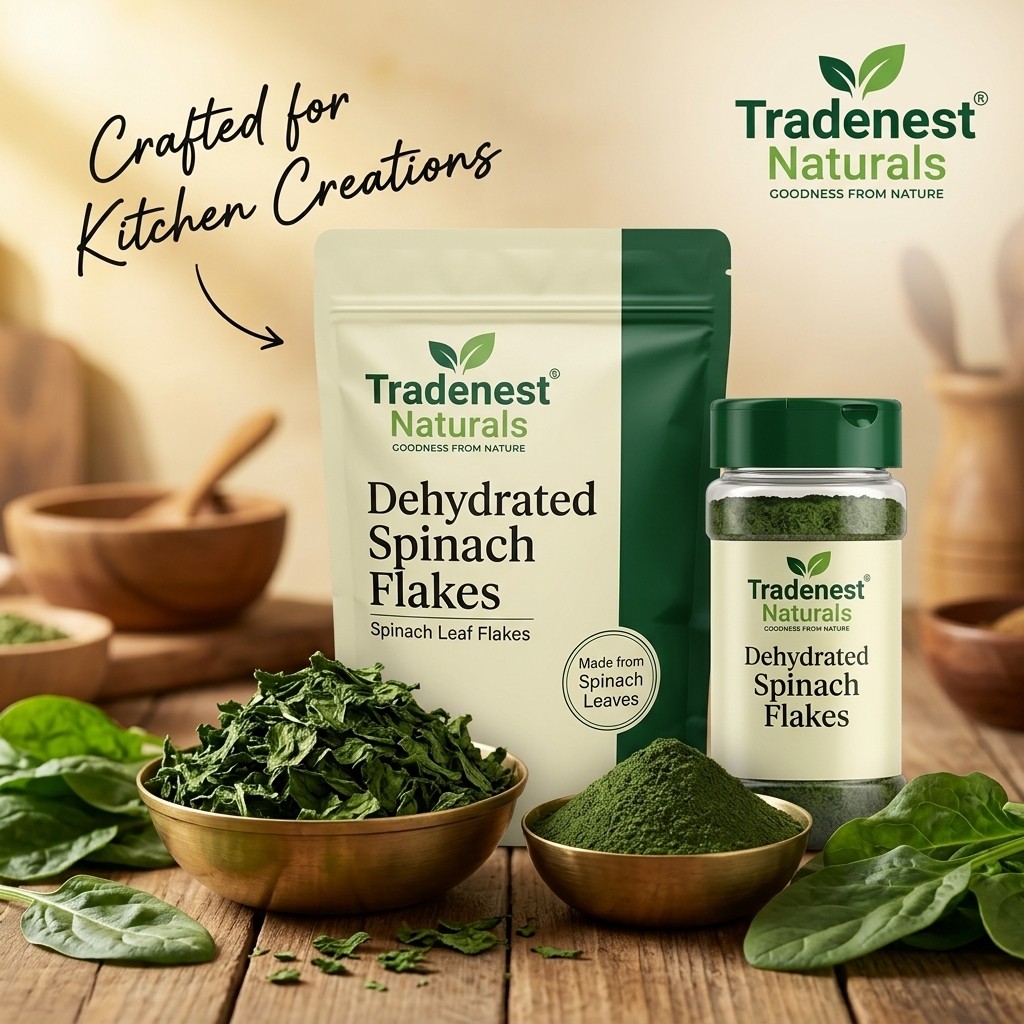 Crafted for
Kitchen Creations
Tradenest®
Naturals
GOODNESS FROM NATURE
Tradenest®
Naturals
GOODNESS FROM NATURE
Dehydrated
Spinach
Flakes
Spinach Leaf Flakes
Made from
Spinach
Leaves
Tradenest®
Naturals
GOODNESS FROM NATURE
Dehydrated
Spinach
Flakes